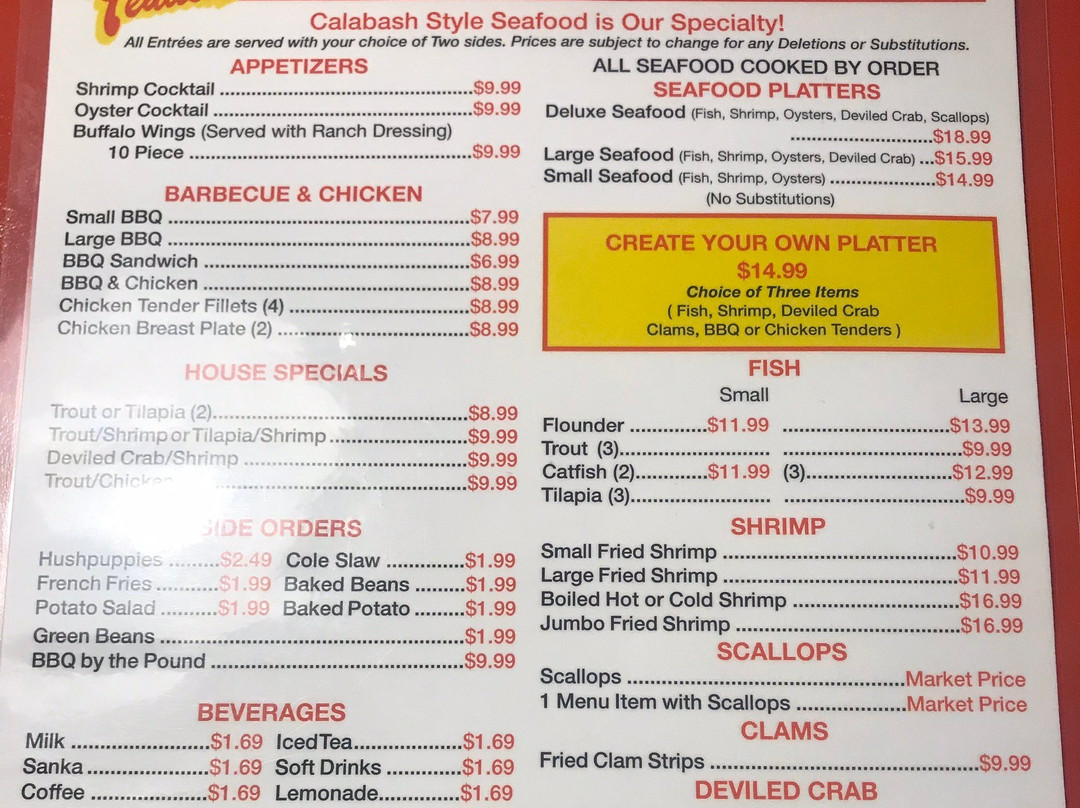 Calabash Style Seafood is Our Specialty!
All Entrées are served with your choice of Two sides. Prices are subject to change for any Deletions or Substitutions.
APPETIZERS
Shrimp Cocktail ........................................$9.99
Oyster Cocktail ........................................$9.99
Buffalo Wings (Served with Ranch Dressing)
10 Piece ............................................$9.99
BARBECUE & CHICKEN
Small BBQ ...............................................$7.99
Large BBQ ...............................................$8.99
BBQ Sandwich ..........................................$6.99
BBQ & Chicken ..........................................$8.99
Chicken Tender Fillets (4) ............................$8.99
Chicken Breast Plate (2) ..............................$8.99
HOUSE SPECIALS
Trout or Tilapia (2)........................................$8.99
Trout/Shrimp or Tilapia/Shrimp ......................$9.99
Deviled Crab/Shrimp ...................................$9.99
Trout/Chicken ........................................$9.99
SIDE ORDERS
Hushpuppies .........$2.49 Cole Slaw .............$1.99
French Fries ...........$1.99 Baked Beans .........$1.99
Potato Salad ..........$1.99 Baked Potato ........$1.99
Green Beans .................................................$1.99
BBQ by the Pound .........................................$9.99
BEVERAGES
Milk ......................$1.69 Iced Tea..................$1.69
Sanka ....................$1.69 Soft Drinks ............$1.69
Coffee ...................$1.69 Lemonade..............$1.69
ALL SEAFOOD COOKED BY ORDER
SEAFOOD PLATTERS
Deluxe Seafood (Fish, Shrimp, Oysters, Deviled Crab, Scallops)
........................$18.99
Large Seafood (Fish, Shrimp, Oysters, Deviled Crab) ...$15.99
Small Seafood (Fish, Shrimp, Oysters) ..................$14.99
(No Substitutions)
CREATE YOUR OWN PLATTER
$14.99
Choice of Three Items
( Fish, Shrimp, Deviled Crab
Clams, BBQ or Chicken Tenders )
FISH
Small Large
Flounder .............$11.99 ............................$13.99
Trout (3).......................... ..............................$9.99
Catfish (2)............$11.99 (3).........................$12.99
Tilapia (3)........................ ..............................$9.99
SHRIMP
Small Fried Shrimp .......................................$10.99
Large Fried Shrimp .......................................$11.99
Boiled Hot or Cold Shrimp ............................$16.99
Jumbo Fried Shrimp .....................................$16.99
SCALLOPS
Scallops ..............................................Market Price
1 Menu Item with Scallops ...................Market Price
CLAMS
Fried Clam Strips ............................................$9.99
DEVILED CRAB